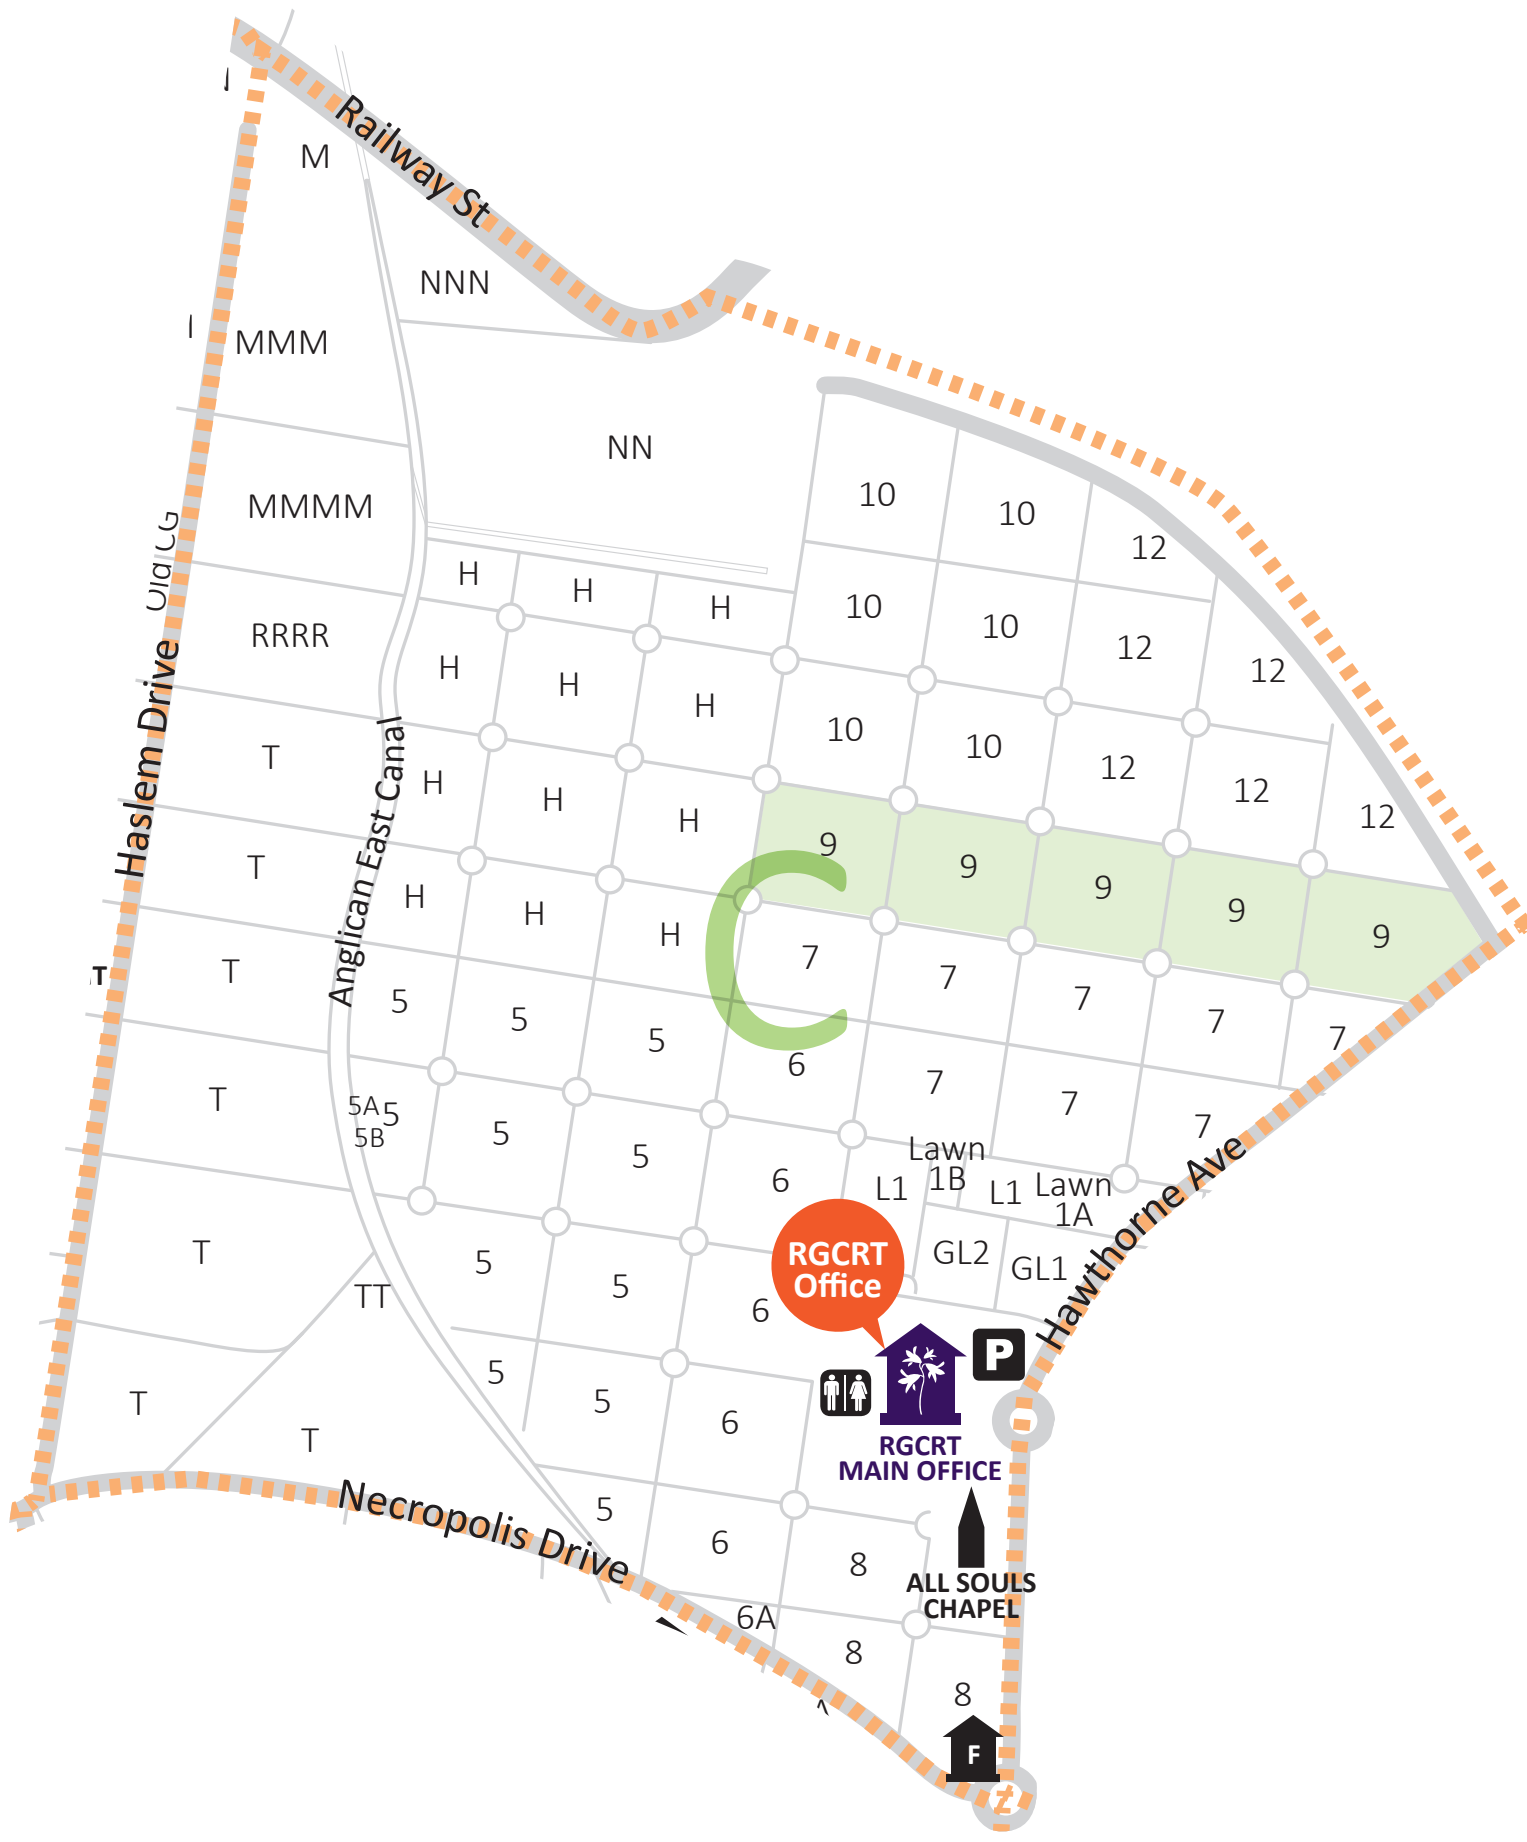 M
Railway St
NNN
MMM
NN
MMMM
10
10
12
H
H
H
10
10
12
12
RRRR
H
H
H
10
10
12
12
12
Haslem Drive
T
Anglican East Canal
H
H
H
9
9
9
9
9
T
H
H
H
7
7
7
7
7
C
T
T
5
5
5
6
7
7
7
T
5A
5
5B
5
5
6
L1
Lawn
1B
L1
Lawn
1A
Hawthorne Ave
GL2
GL1
T
TT
5
5
6
RGCRT
Office
P
T
T
5
5
6
RGCRT
MAIN OFFICE
Necropolis Drive
5
6
8
ALL SOULS
CHAPEL
6A
8
8
F